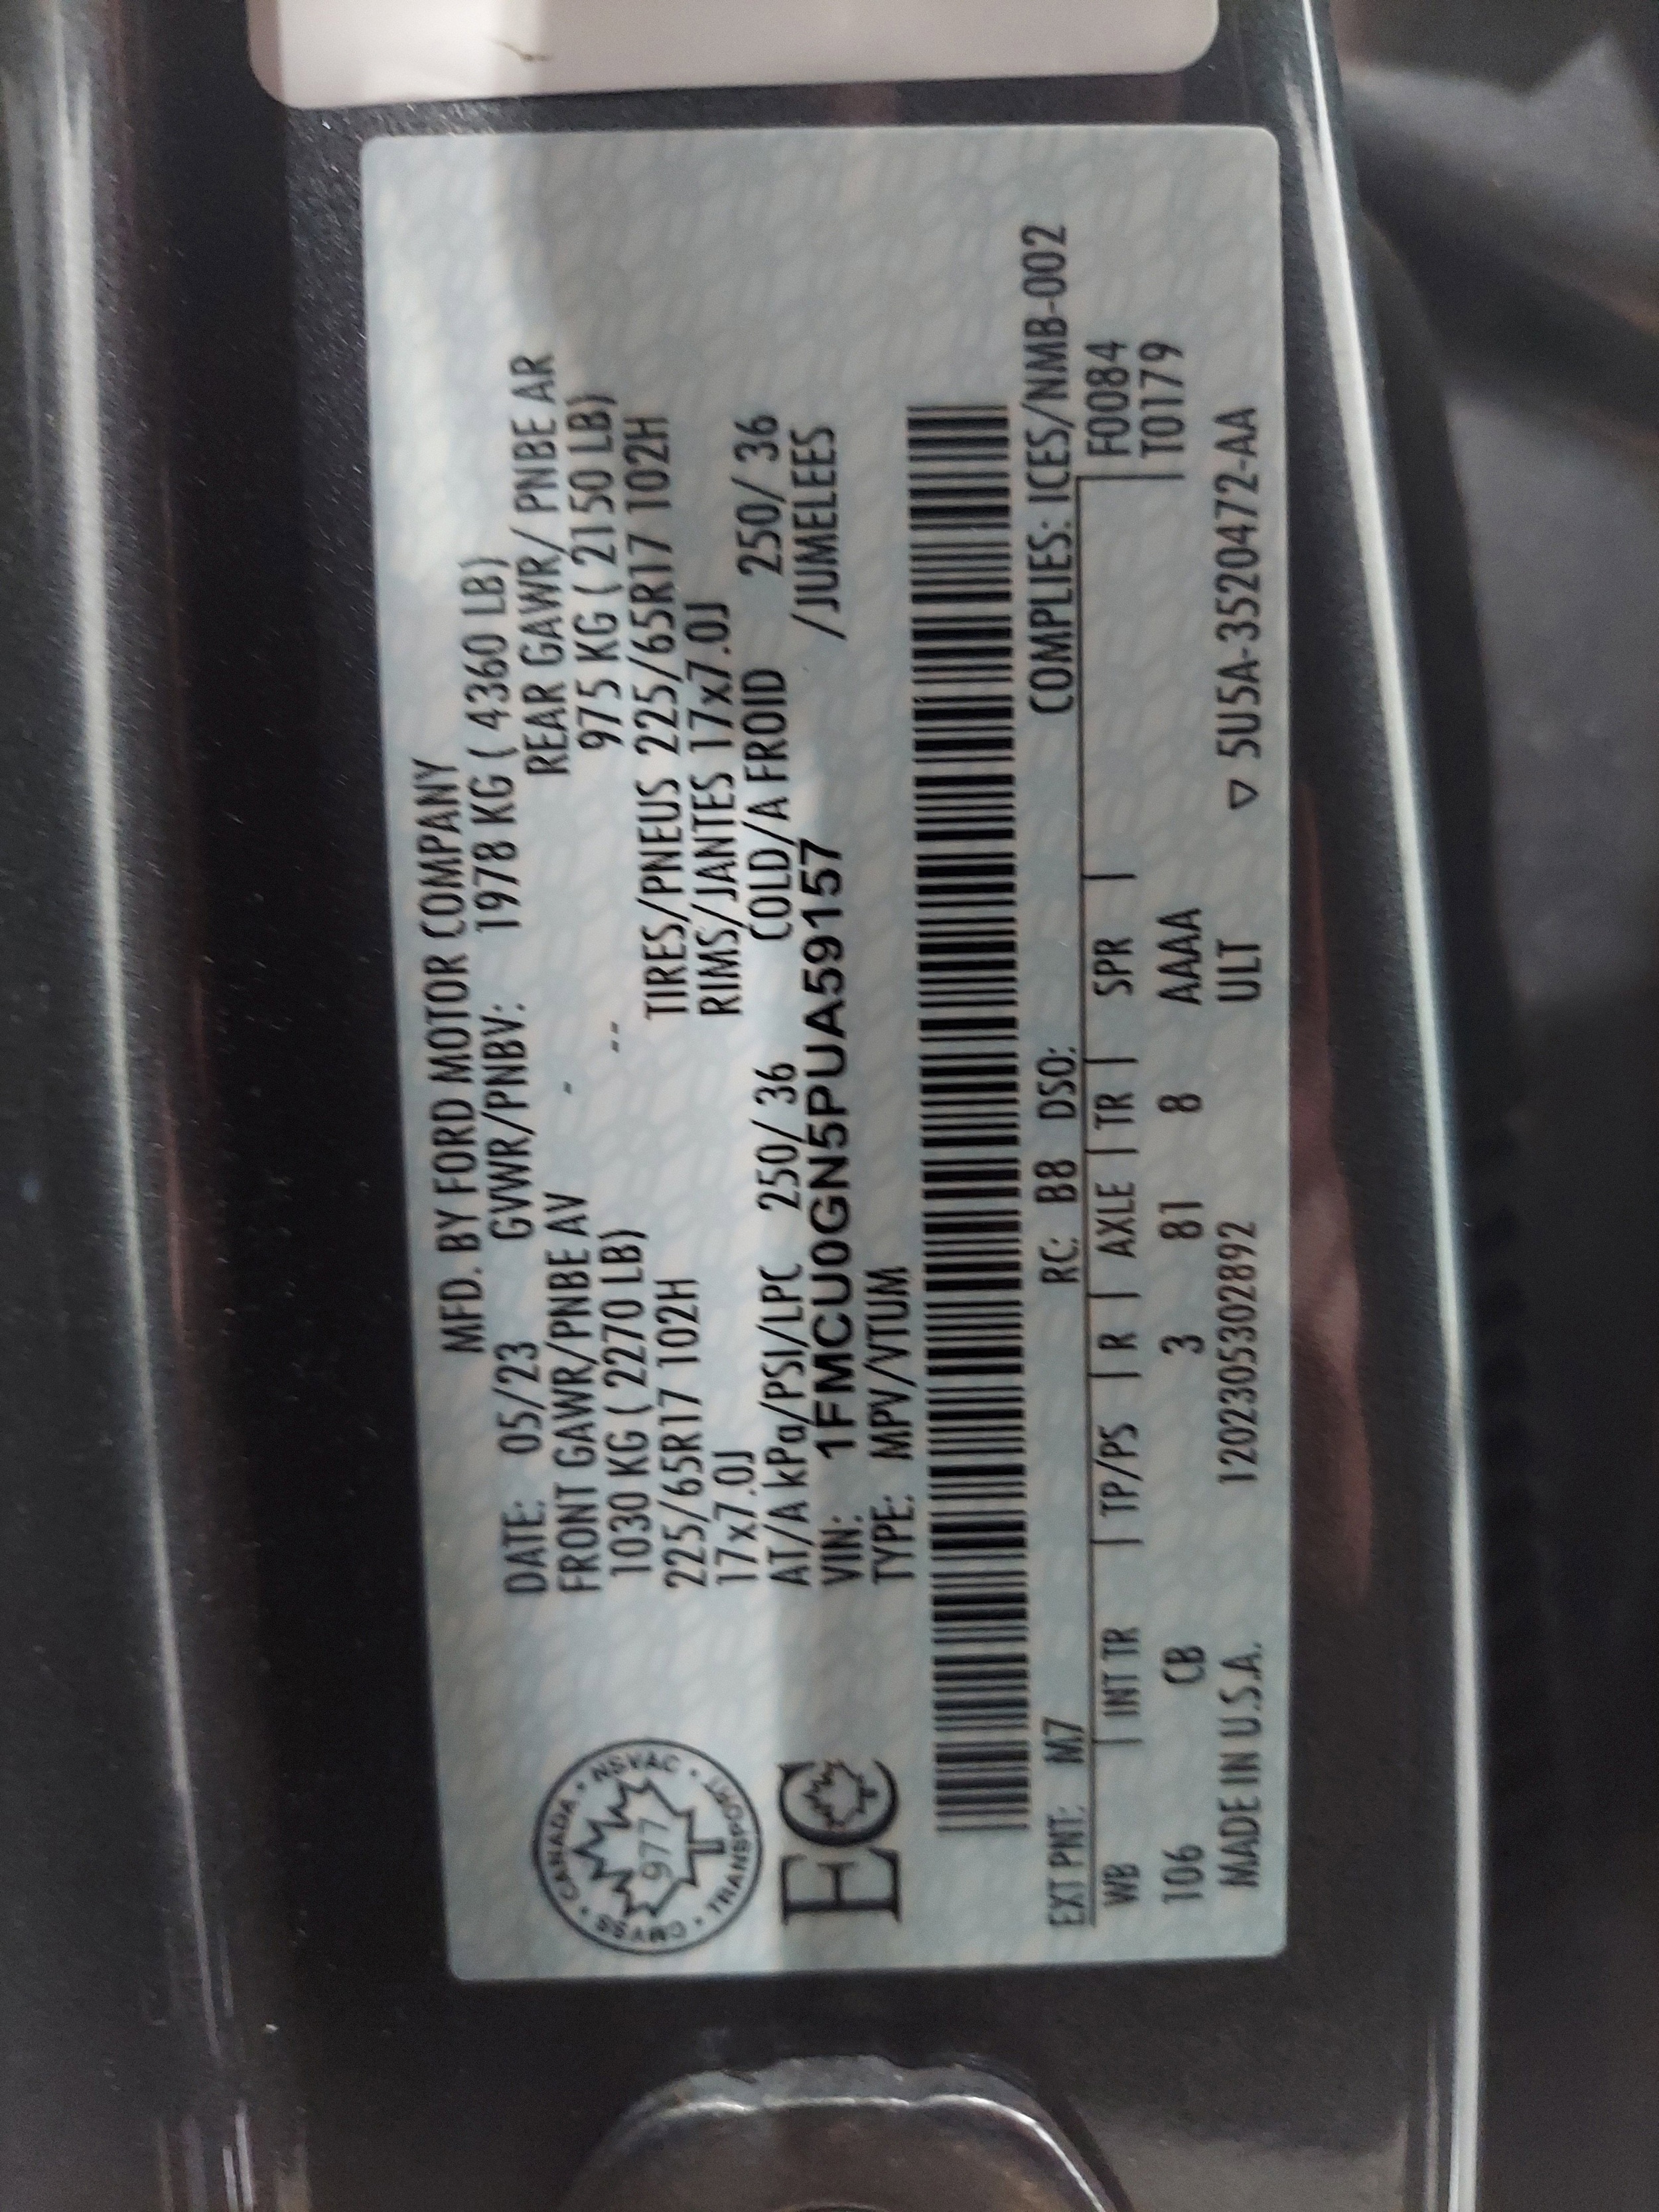 MFD. BY FORD MOTOR COMPANY
DATE: 05/23 GVWR/PNBV: 1978 KG ( 4360 LB)
FRONT GAWR/PNBE AV - REAR GAWR/ PNBE AR
1030 KG ( 2270 LB) -- 975 KG ( 2150 LB)
225/65R17 102H TIRES/PNEUS 225/65R17 102H
17x7.0J RIMS/JANTES 17x7.0J
AT/A kPa/PSI/LPC 250/ 36 COLD/A FROID 250/ 36
VIN: 1FMCU0GN5PUA59157 /JUMELEES
TYPE: MPV/VTUM
CANADA • NSVAC • TRANSPORT • CMVSS •
977
EC
EXT PNT: M7 RC: B8 DSO: COMPLIES: ICES/NMB-002
WB | INT TR | TP/PS | R | AXLE | TR | SPR | F0084
106 CB 3 81 8 AAAA T0179
MADE IN U.S.A. 1202305302892 ULT ▽ 5U5A-3520472-AA